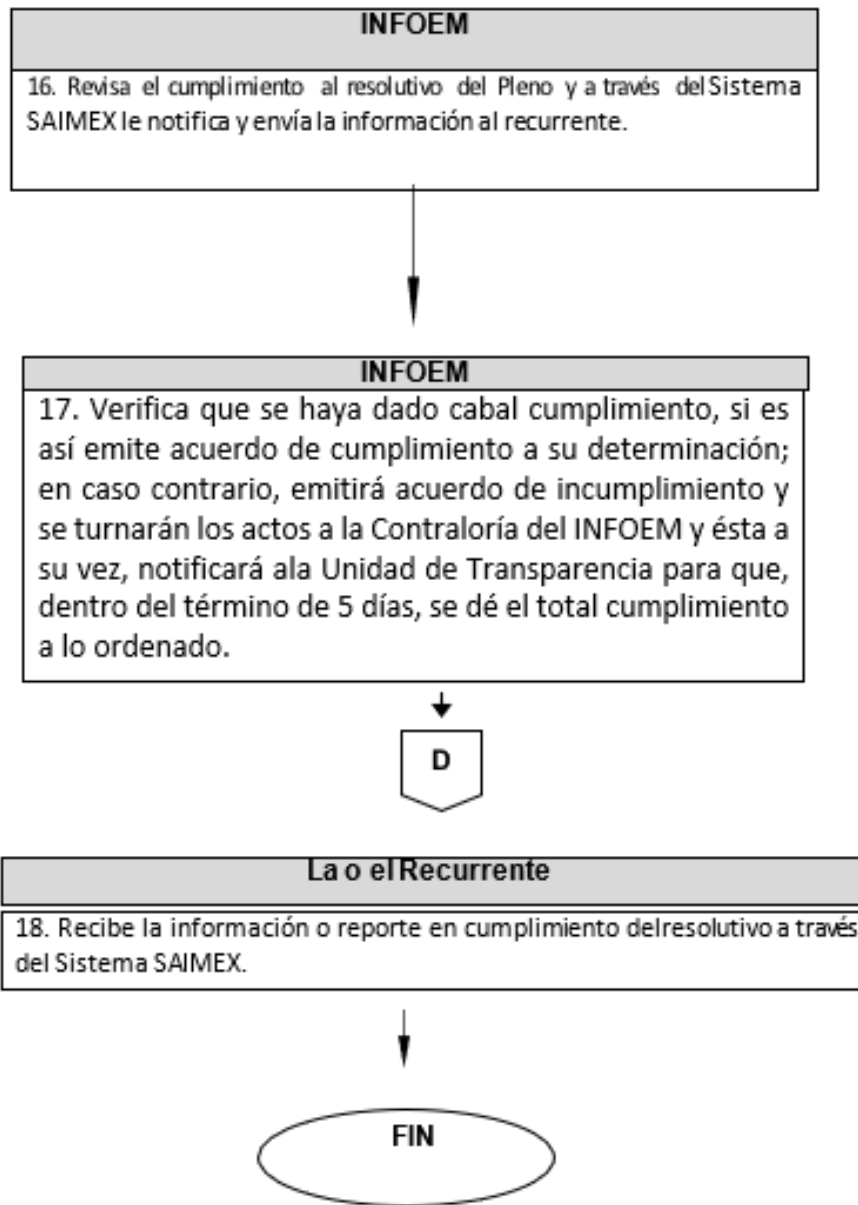 INFOEM
16. Revisa el cumplimiento al resolutivo del Pleno y a través del Sistema
SAIMEX le notifica y envía la información al recurrente.
INFOEM
17. Verifica que se haya dado cabal cumplimiento, si es
así emite acuerdo de cumplimiento a su determinación;
en caso contrario, emitirá acuerdo de incumplimiento y
se turnarán los actos a la Contraloría del INFOEM y ésta a
su vez, notificará ala Unidad de Transparencia para que,
dentro del término de 5 días, se dé el total cumplimiento
a lo ordenado.
D
La o el Recurrente
18. Recibe la información o reporte en cumplimiento delresolutivo a través
del Sistema SAIMEX.
FIN